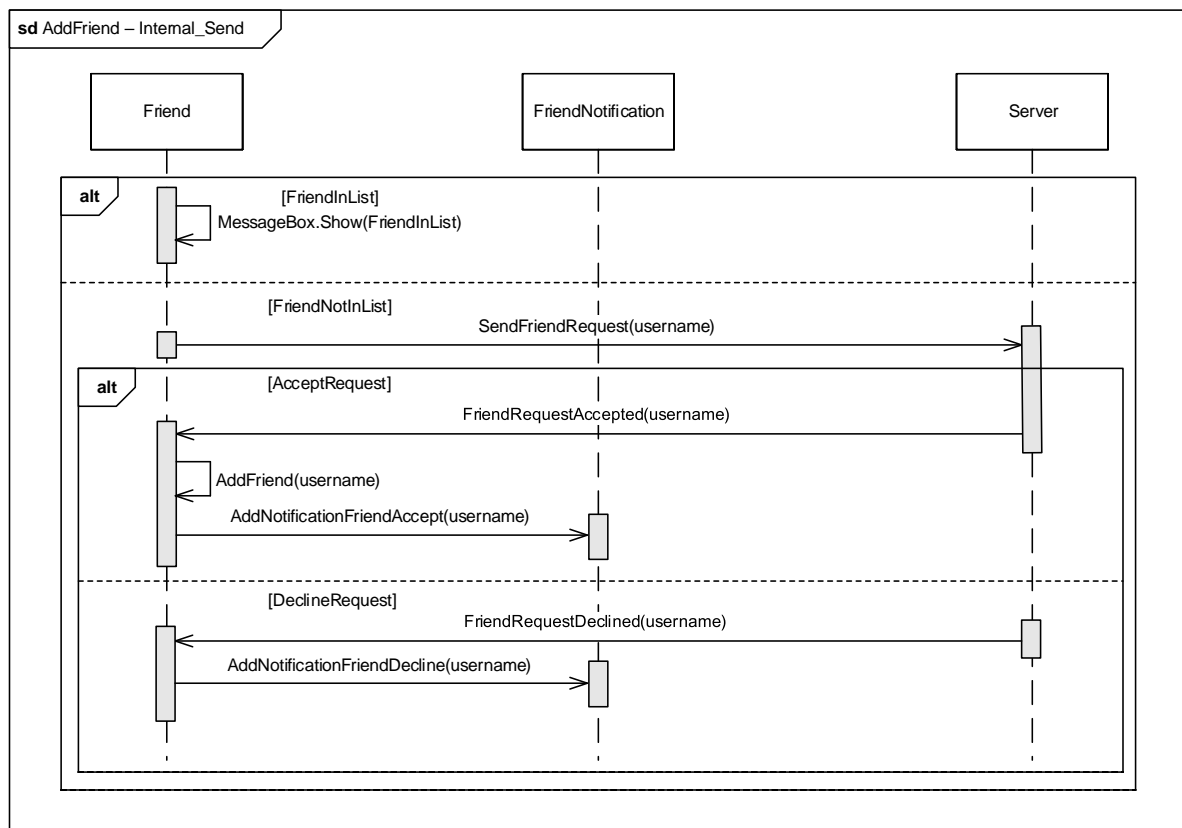 sd AddFriend – Internal_Send
Friend
FriendNotification
Server
alt
[FriendInList]
MessageBox.Show(FriendInList)
[FriendNotInList]
SendFriendRequest(username)
alt
[AcceptRequest]
FriendRequestAccepted(username)
AddFriend(username)
AddNotificationFriendAccept(username)
[DeclineRequest]
FriendRequestDeclined(username)
AddNotificationFriendDecline(username)